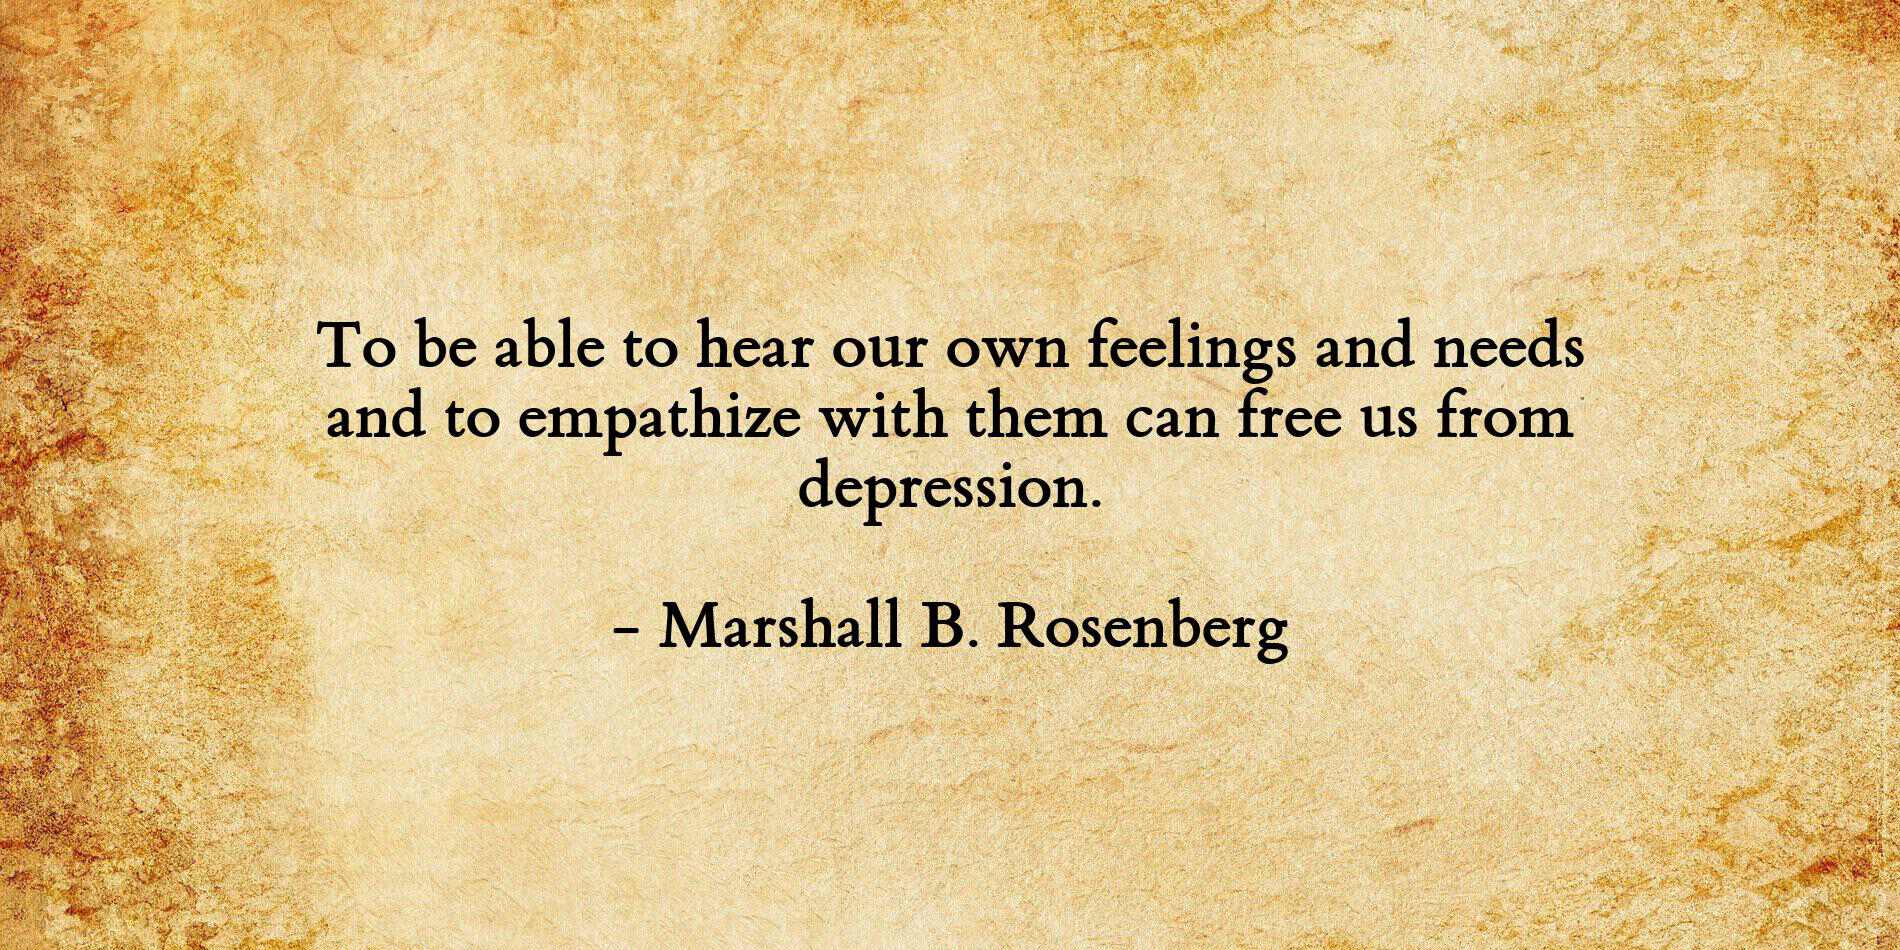 To be able to hear our own feelings and needs
and to empathize with them can free us from
depression.
- Marshall B. Rosenberg